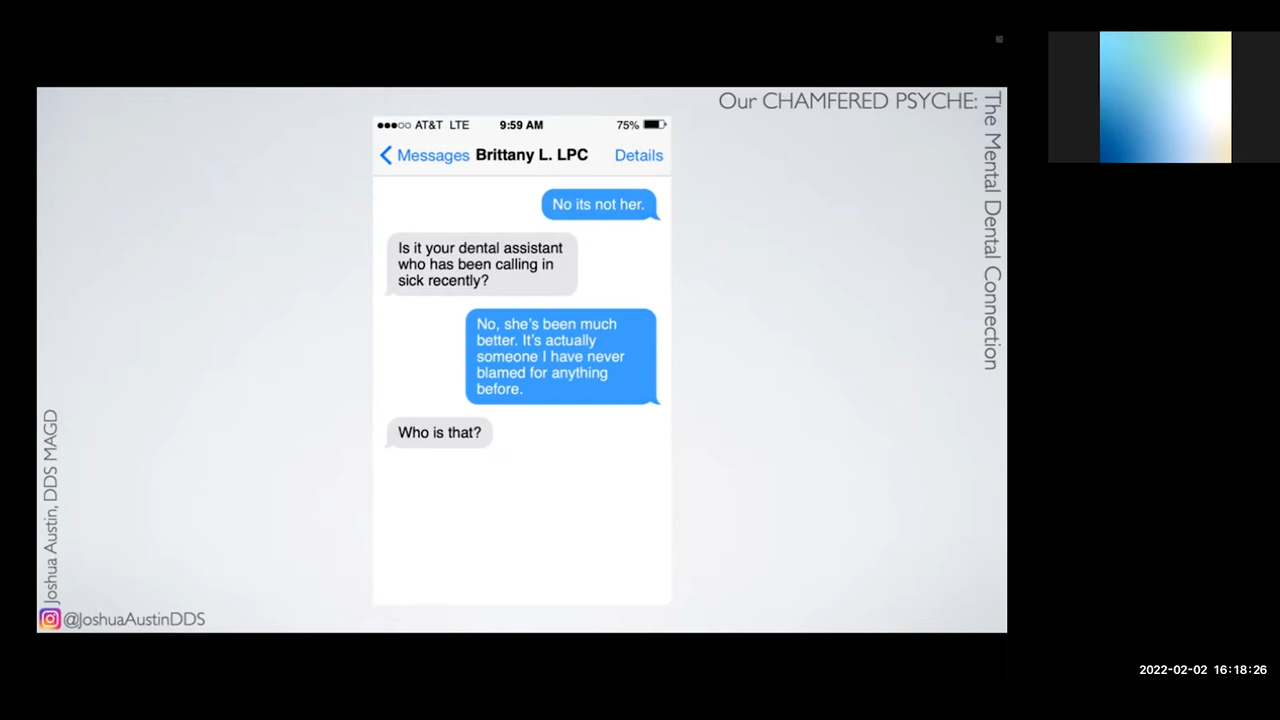 Our CHAMFERED PSYCHE:
The Mental Dental Connection
AT&T LTE 9:59 AM 75%
Messages Brittany L. LPC Details
No its not her.
Is it your dental assistant
who has been calling in
sick recently?
No, she’s been much
better. It’s actually
someone I have never
blamed for anything
before.
Who is that?
Joshua Austin, DDS MAGD
@JoshuaAustinDDS
2022-02-02 16:18:26